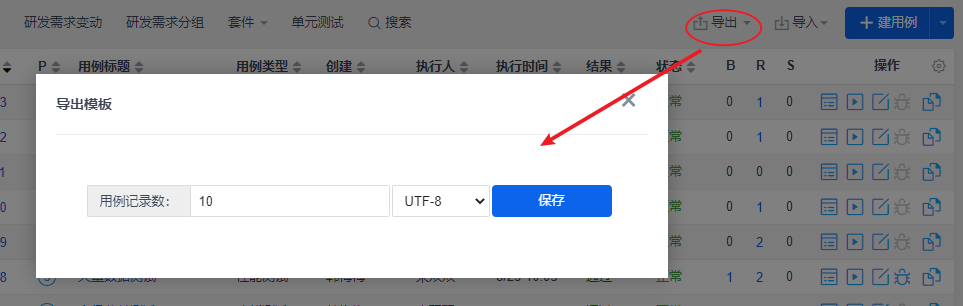 研发需求变动 研发需求分组 套件 单元测试 搜索 导出 导入 + 建用例
P 用例标题 用例类型 创建 执行人 执行时间 结果 状态 B R S 操作
3 常 0 1 0
导出模板
2 常 0 1 0
1 常 0 0 0
用例记录数: 10 UTF-8 保存
0 常 0 1 0
9 常 0 2 0
8 正常 1 2 0